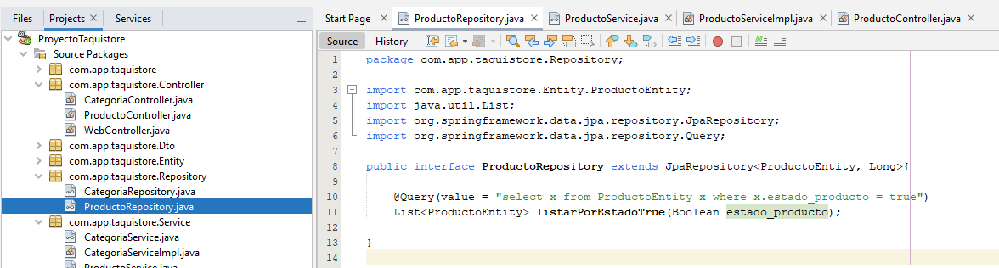 Files Projects Services
ProyectoTaquistore
Source Packages
com.app.taquistore
com.app.taquistore.Controller
CategoriaController.java
ProductoController.java
WebController.java
com.app.taquistore.Dto
com.app.taquistore.Entity
com.app.taquistore.Repository
CategoriaRepository.java
ProductoRepository.java
com.app.taquistore.Service
CategoriaService.java
CategoriaServiceImpl.java
ProductoService.java
Start Page ProductoRepository.java ProductoService.java ProductoServiceImpl.java ProductoController.java
Source History
1 package com.app.taquistore.Repository;
2
3 import com.app.taquistore.Entity.ProductoEntity;
4 import java.util.List;
5 import org.springframework.data.jpa.repository.JpaRepository;
6 import org.springframework.data.jpa.repository.Query;
7
8 public interface ProductoRepository extends JpaRepository<ProductoEntity, Long>{
9
10 @Query(value = "select x from ProductoEntity x where x.estado_producto = true")
11 List<ProductoEntity> listarPorEstadoTrue(Boolean estado_producto);
12
13 }
14